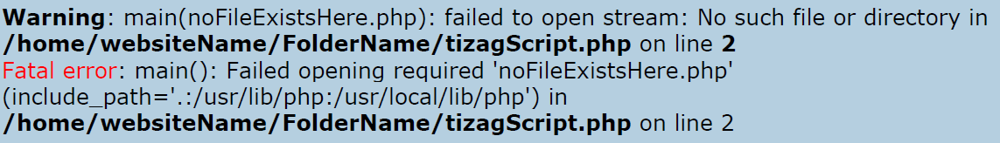 Warning: main(noFileExistsHere.php): failed to open stream: No such file or directory in
/home/websiteName/FolderName/tizagScript.php on line 2
Fatal error: main(): Failed opening required 'noFileExistsHere.php'
(include_path='.:/usr/lib/php:/usr/local/lib/php') in
/home/websiteName/FolderName/tizagScript.php on line 2